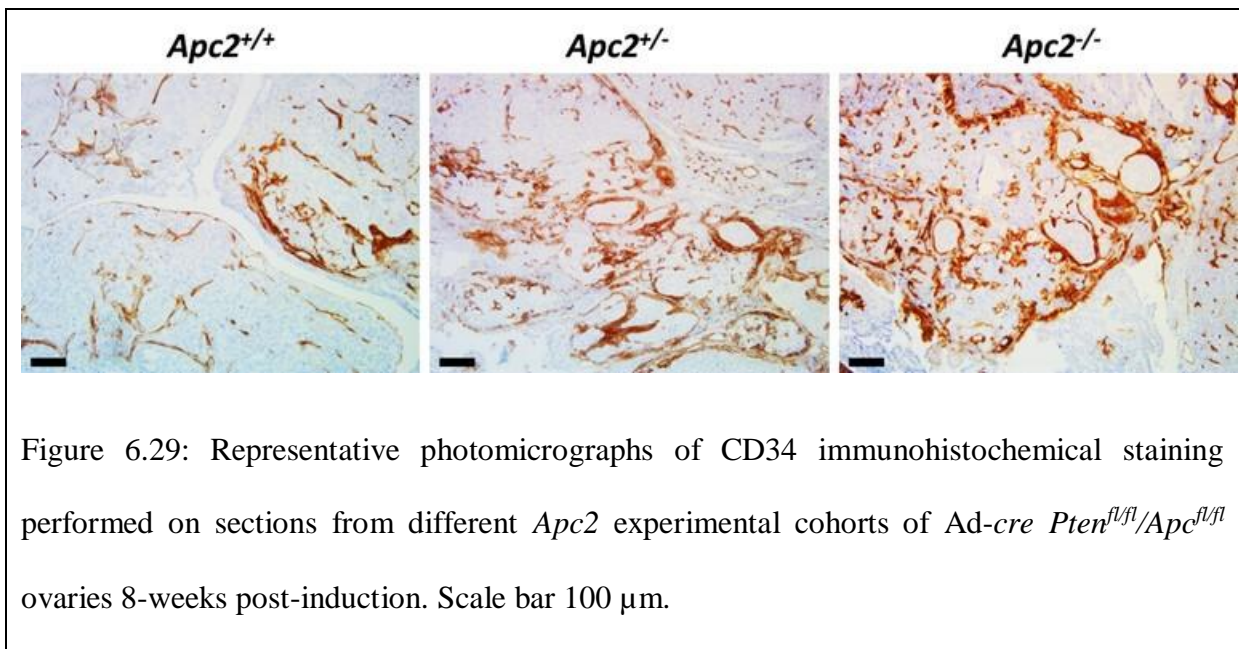 Apc2+/+ Apc2+/- Apc2-/-
Figure 6.29: Representative photomicrographs of CD34 immunohistochemical staining
performed on sections from different Apc2 experimental cohorts of Ad-cre Ptenfl/fl/Apcfl/fl
ovaries 8-weeks post-induction. Scale bar 100 µm.